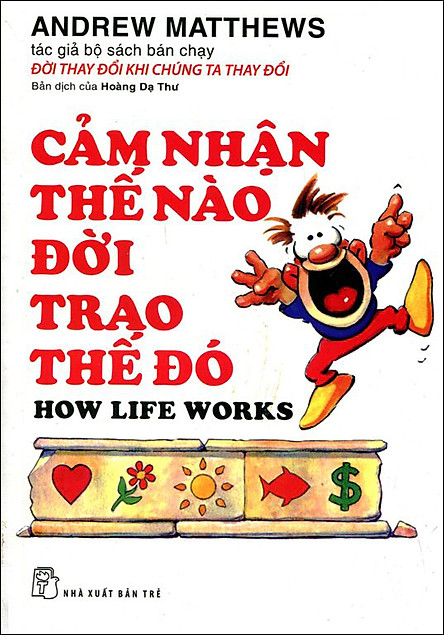 ANDREW MATTHEWS
tác giả bộ sách bán chạy
ĐỜI THAY ĐỔI KHI CHÚNG TA THAY ĐỔI
Bản dịch của Hoàng Dạ Thư
CẢM NHẬN
THẾ NÀO
ĐỜI
TRAO
THẾ ĐÓ
HOW LIFE WORKS
$
NHÀ XUẤT BẢN TRẺ